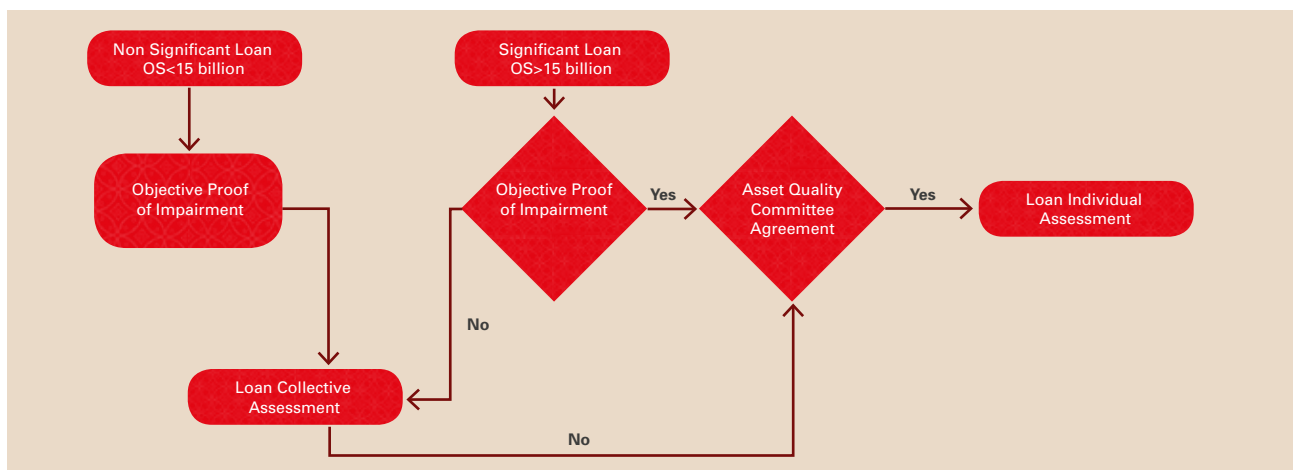 Non Significant Loan
OS<15 billion
Significant Loan
OS>15 billion
Objective Proof
of Impairment
Objective Proof
of Impairment
Yes
Asset Quality
Committee
Agreement
Yes
Loan Individual
Assessment
No
Loan Collective
Assessment
No